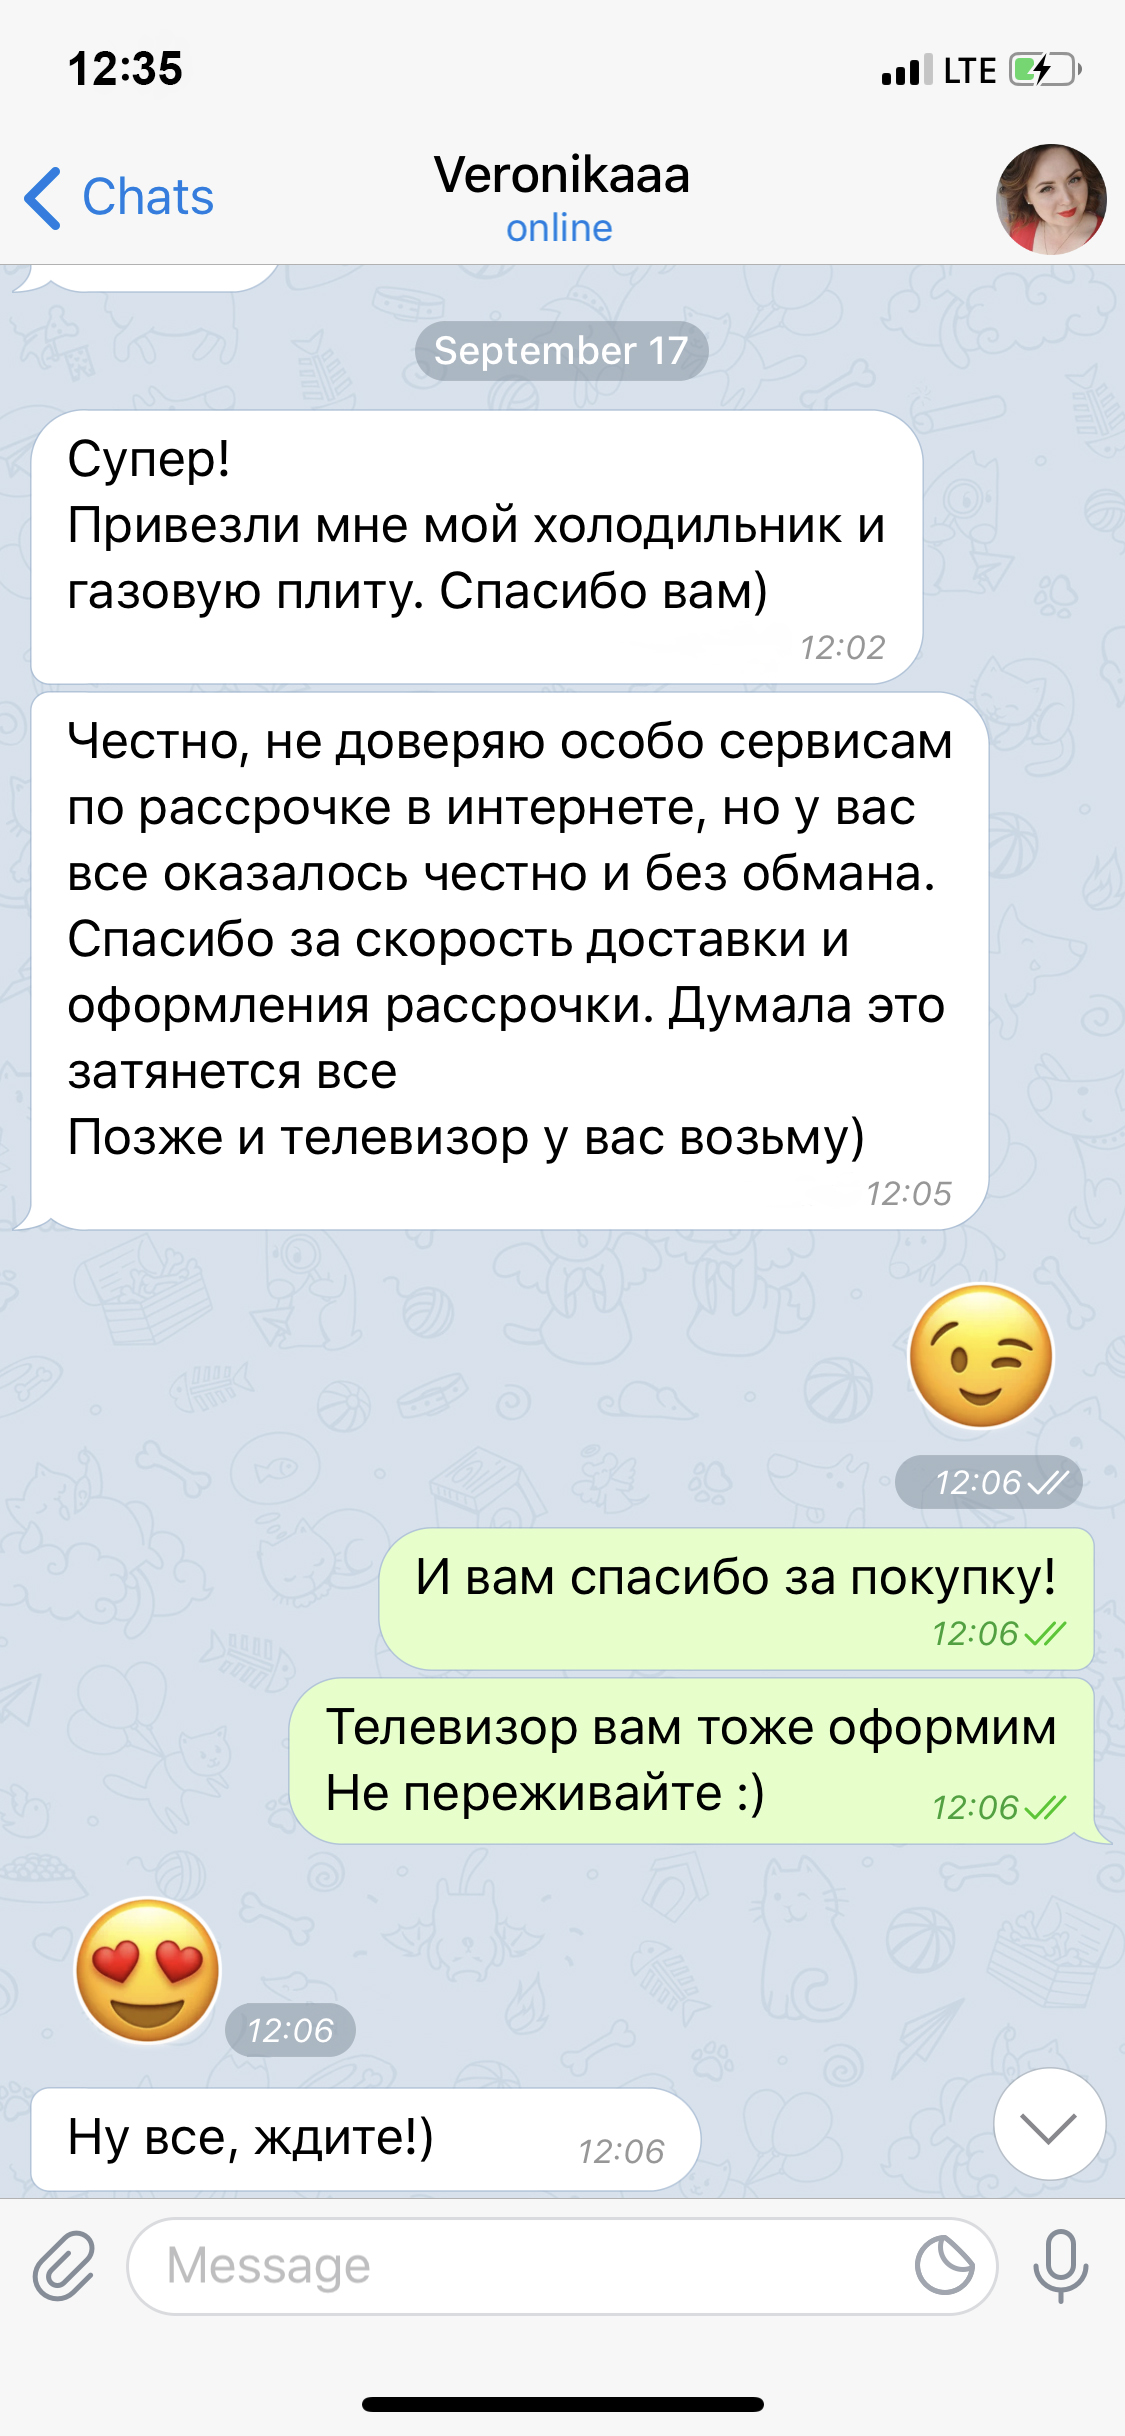 12:35
LTE
Chats
Veronikaaa
online
September 17
Супер!
Привезли мне мой холодильник и
газовую плиту. Спасибо вам)
12:02
Честно, не доверяю особо сервисам
по рассрочке в интернете, но у вас
все оказалось честно и без обмана.
Спасибо за скорость доставки и
оформления рассрочки. Думала это
затянется все
Позже и телевизор у вас возьму)
12:05
12:06
И вам спасибо за покупку!
12:06
Телевизор вам тоже оформим
Не переживайте :)
12:06
12:06
Ну все, ждите!)
12:06
Message